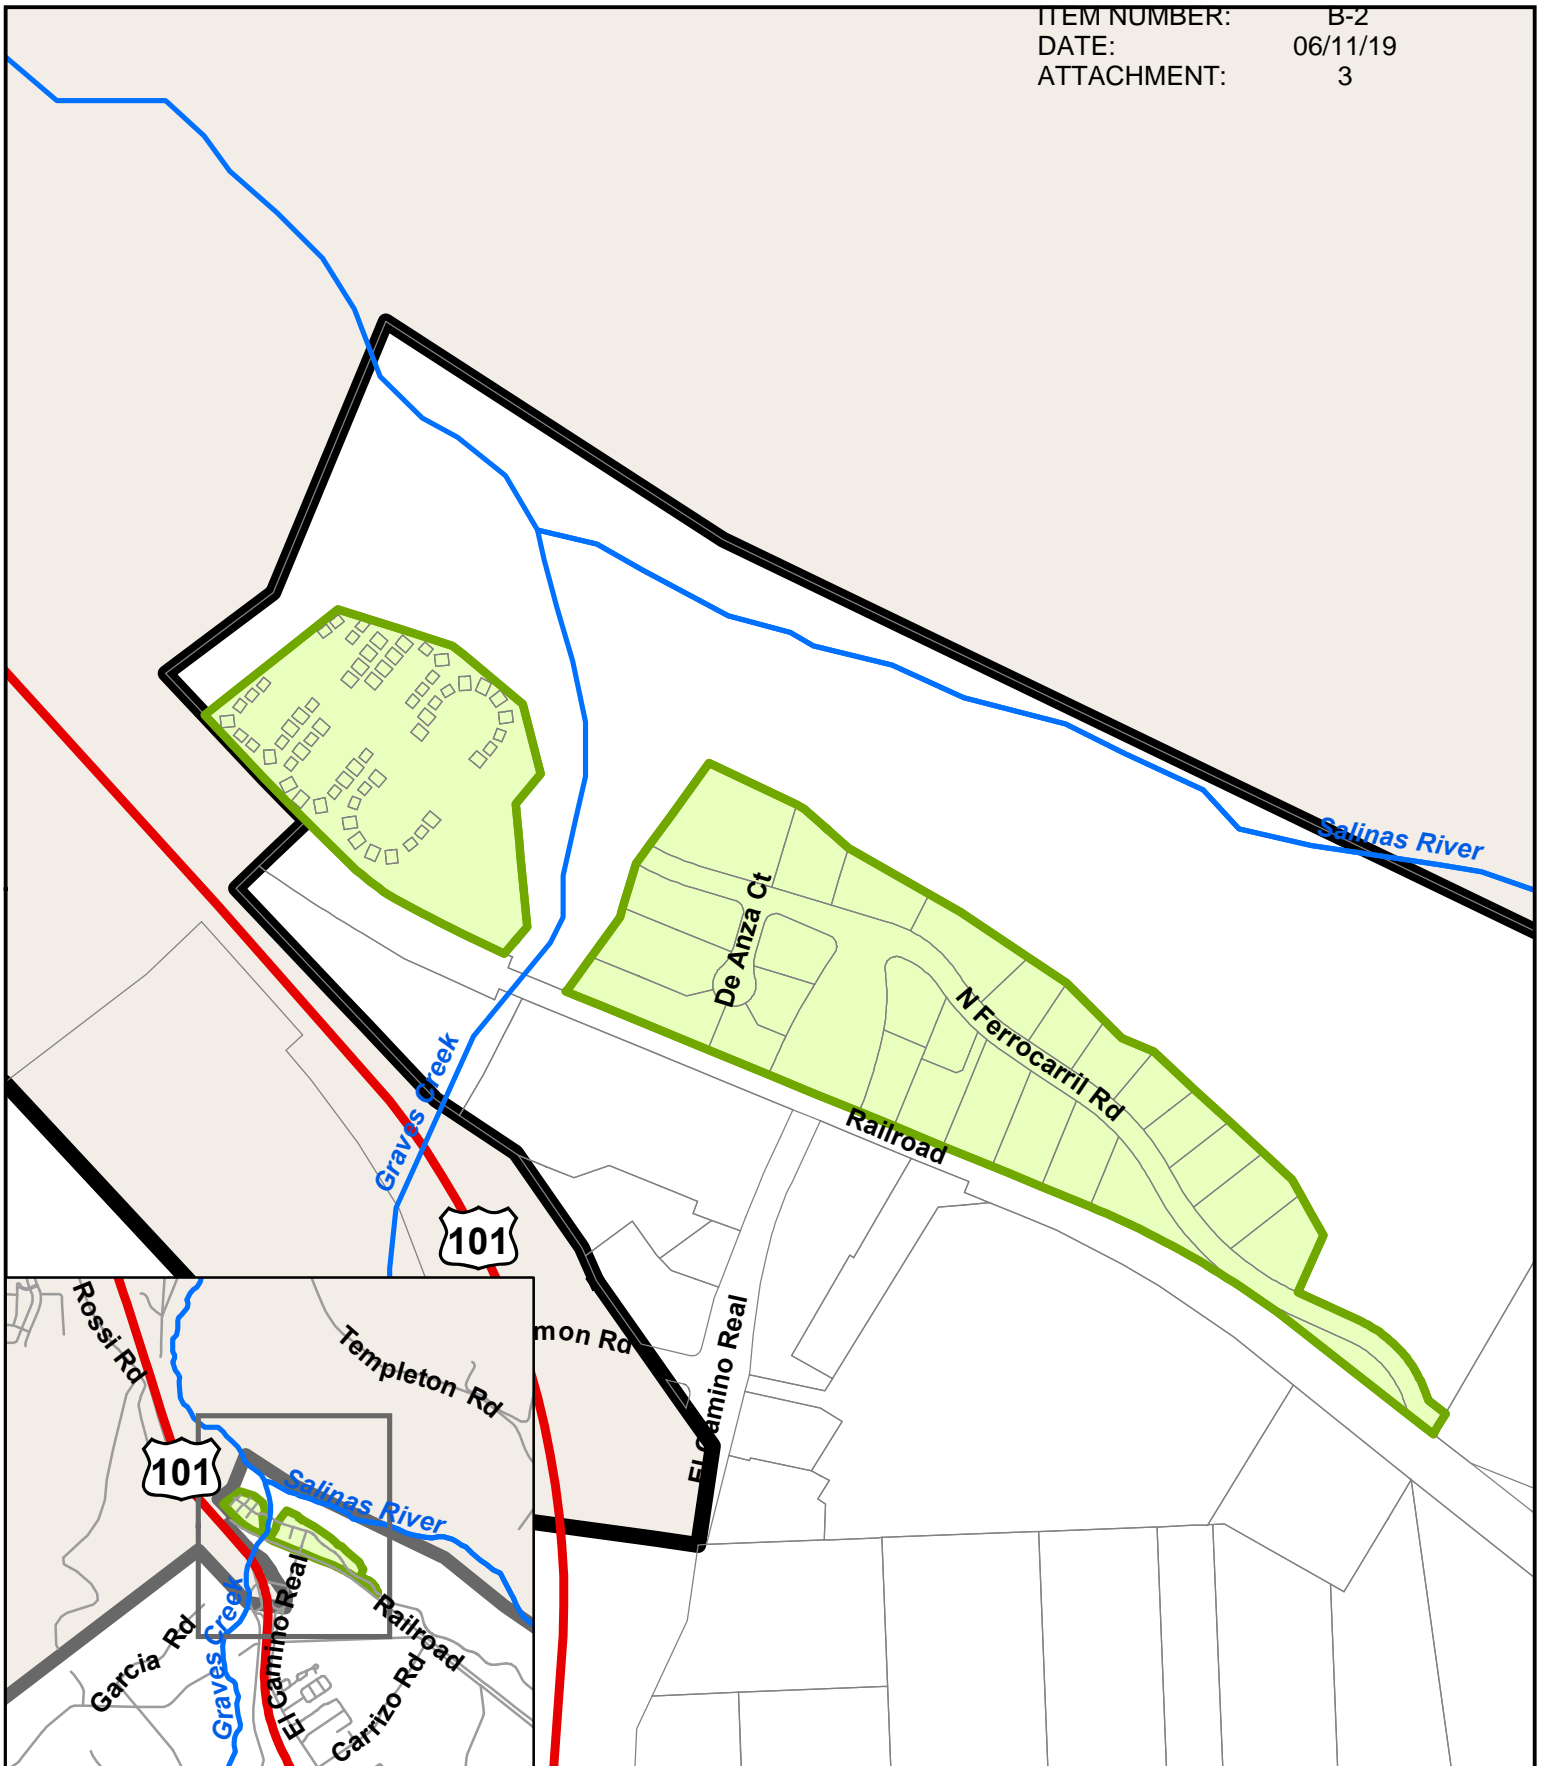 ITEM NUMBER: B-2
DATE: 06/11/19
ATTACHMENT: 3
Salinas River
De Anza Ct
N Ferrocarril Rd
Railroad
Graves Creek
101
mon Rd
El Camino Real
Rossi Rd
Templeton Rd
101
Salinas River
El Camino Real
Railroad
Garcia Rd
Graves Creek
Carrizo Rd